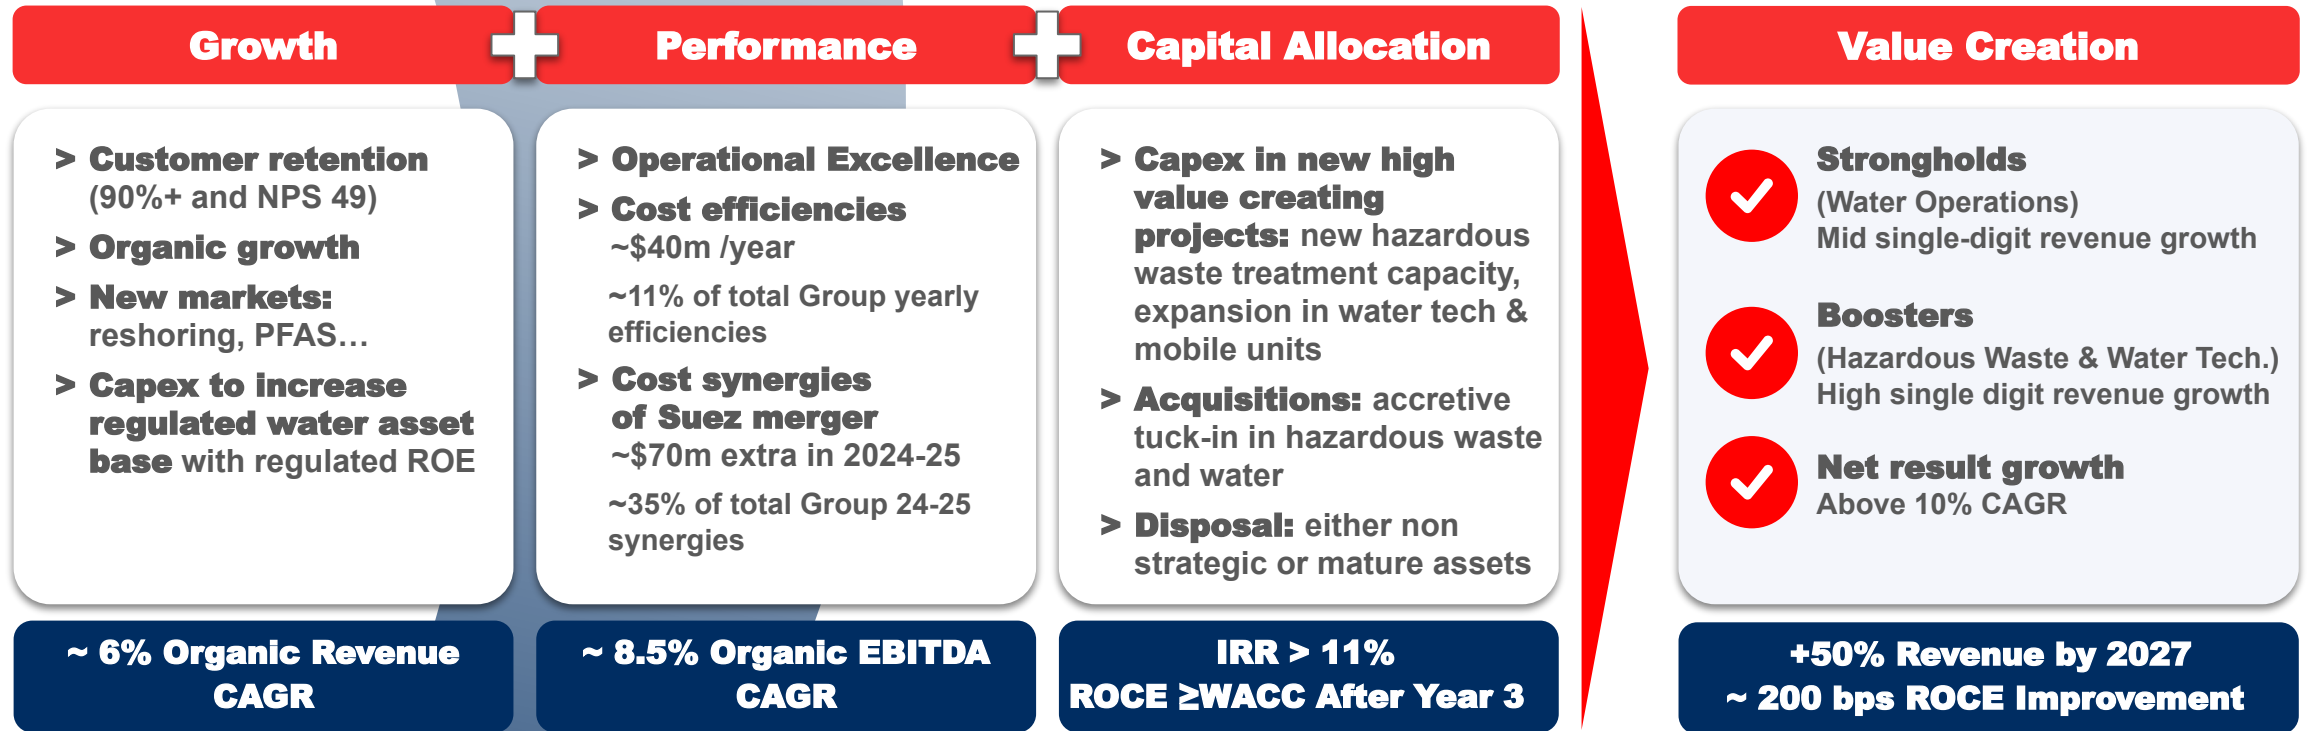 Growth
> Customer retention
(90%+ and NPS 49)
> Organic growth
> New markets:
reshoring, PFAS…
> Capex to increase
regulated water asset
base with regulated ROE
~ 6% Organic Revenue
CAGR
Performance
> Operational Excellence
> Cost efficiencies
~$40m /year
~11% of total Group yearly
efficiencies
> Cost synergies
of Suez merger
~$70m extra in 2024-25
~35% of total Group 24-25
synergies
~ 8.5% Organic EBITDA
CAGR
Capital Allocation
> Capex in new high
value creating
projects: new hazardous
waste treatment capacity,
expansion in water tech &
mobile units
> Acquisitions: accretive
tuck-in in hazardous waste
and water
> Disposal: either non
strategic or mature assets
IRR > 11%
ROCE ≥WACC After Year 3
Value Creation
Strongholds
(Water Operations)
Mid single-digit revenue growth
Boosters
(Hazardous Waste & Water Tech.)
High single digit revenue growth
Net result growth
Above 10% CAGR
+50% Revenue by 2027
~ 200 bps ROCE Improvement